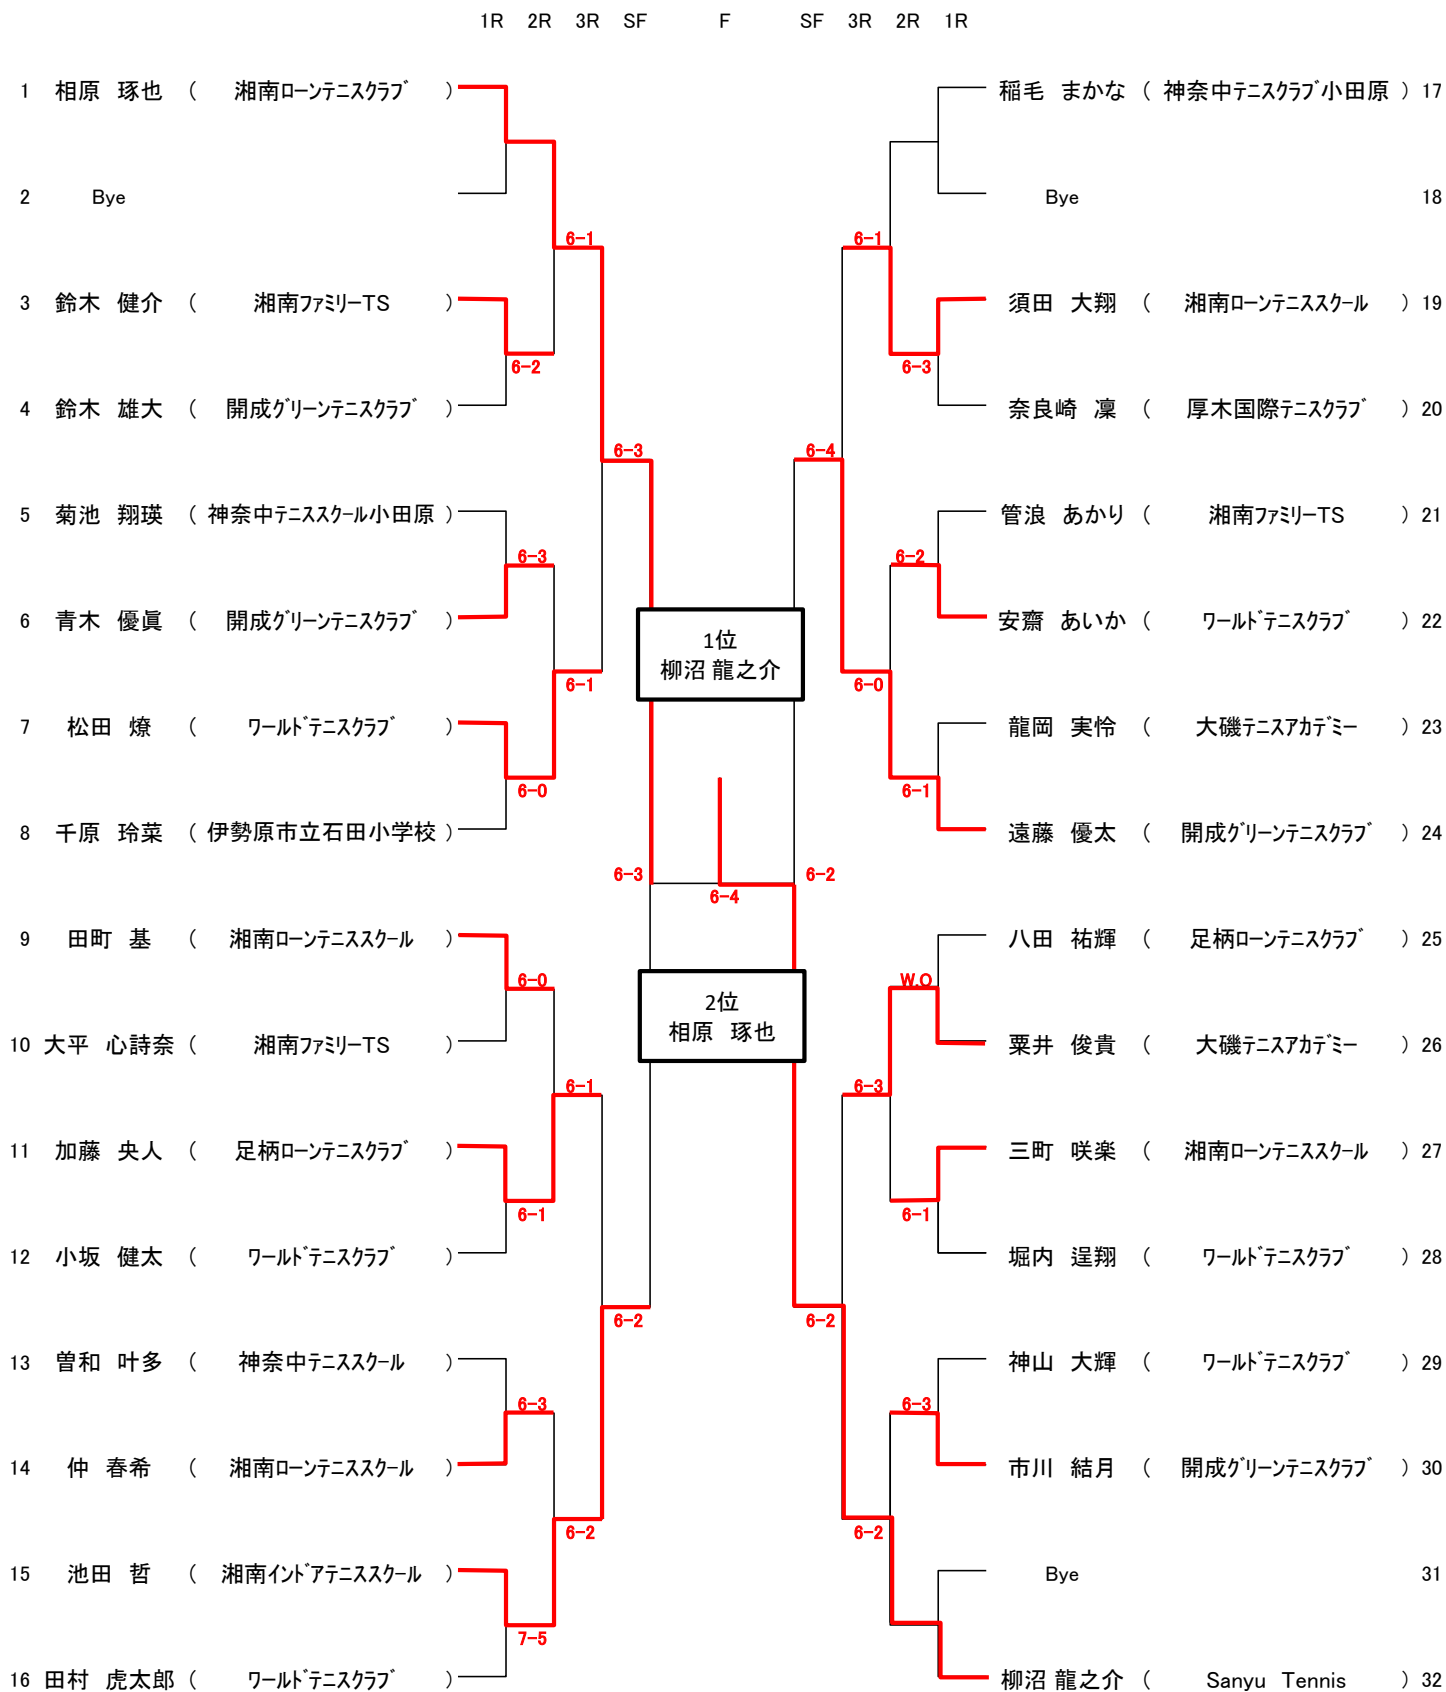 1R 2R 3R SF F SF 3R 2R 1R
1 相原 琢也 ( 湘南ローンテニスクラブ )
稲毛 まかな ( 神奈中テニスクラブ小田原 ) 17
2 Bye
Bye 18
6-1
6-1
3 鈴木 健介 ( 湘南ファミリーTS )
須田 大翔 ( 湘南ローンテニススクール ) 19
6-2
6-3
4 鈴木 雄大 ( 開成グリーンテニスクラブ )
奈良崎 凜 ( 厚木国際テニスクラブ ) 20
6-3
6-4
5 菊池 翔瑛 ( 神奈中テニススクール小田原 )
管浪 あかり ( 湘南ファミリーTS ) 21
6-3
6-2
6 青木 優眞 ( 開成グリーンテニスクラブ )
安齋 あいか ( ワールドテニスクラブ ) 22
1位
柳沼 龍之介
6-1
6-0
7 松田 燎 ( ワールドテニスクラブ )
龍岡 実怜 ( 大磯テニスアカデミー ) 23
6-0
6-1
8 千原 玲菜 ( 伊勢原市立石田小学校 )
遠藤 優太 ( 開成グリーンテニスクラブ ) 24
6-3
6-2
6-4
9 田町 基 ( 湘南ローンテニススクール )
八田 祐輝 ( 足柄ローンテニスクラブ ) 25
6-0
W.O
2位
相原 琢也
10 大平 心詩奈 ( 湘南ファミリーTS )
粟井 俊貴 ( 大磯テニスアカデミー ) 26
6-1
6-3
11 加藤 央人 ( 足柄ローンテニスクラブ )
三町 咲楽 ( 湘南ローンテニススクール ) 27
6-1
6-1
12 小坂 健太 ( ワールドテニスクラブ )
堀内 逞翔 ( ワールドテニスクラブ ) 28
6-2
6-2
13 曽和 叶多 ( 神奈中テニススクール )
神山 大輝 ( ワールドテニスクラブ ) 29
6-3
6-3
14 仲 春希 ( 湘南ローンテニススクール )
市川 結月 ( 開成グリーンテニスクラブ ) 30
6-2
6-2
15 池田 哲 ( 湘南インドアテニススクール )
Bye 31
7-5
16 田村 虎太郎 ( ワールドテニスクラブ )
柳沼 龍之介 ( Sanyu Tennis ) 32